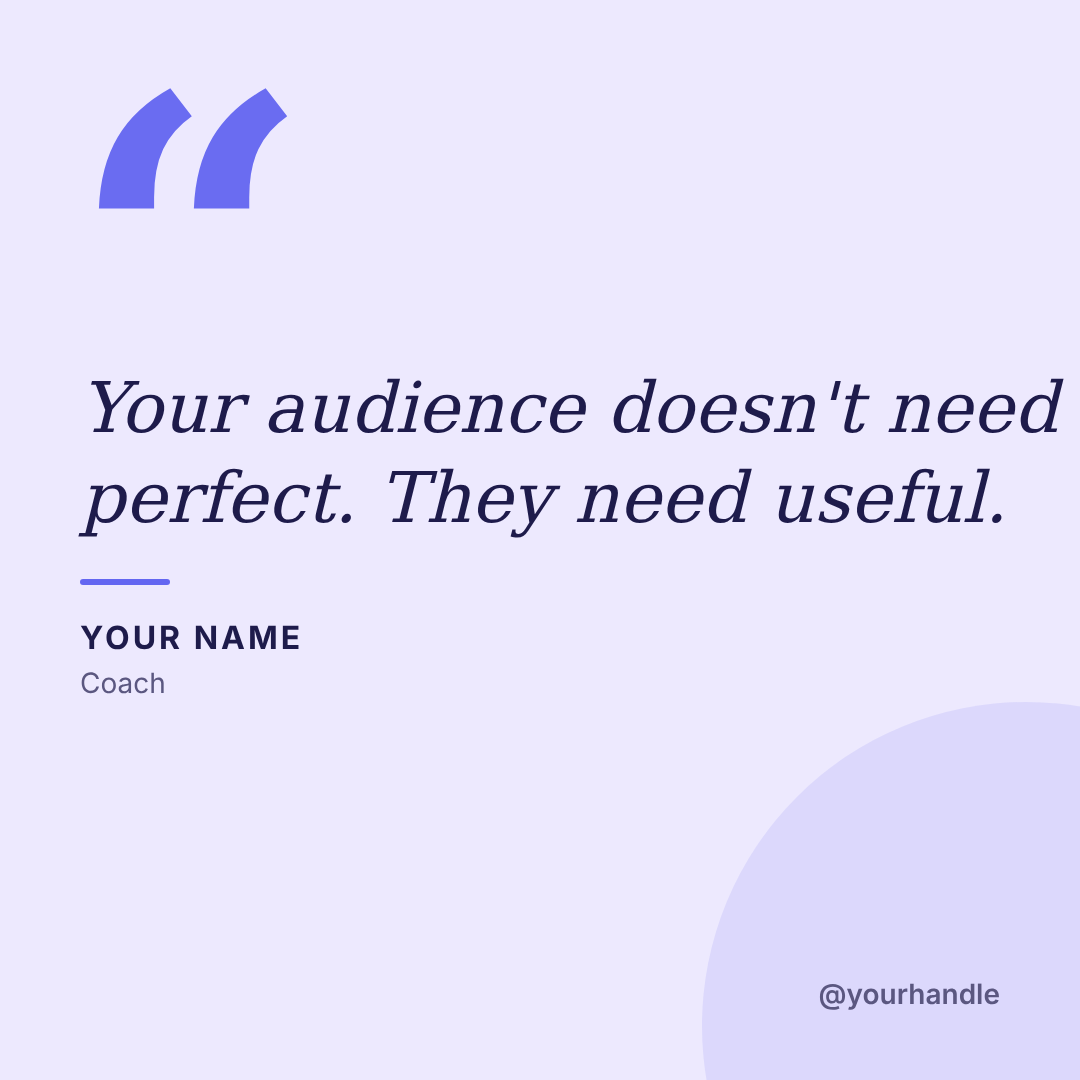 “
Your audience doesn't need
perfect. They need useful.
YOUR NAME
Coach
@yourhandle